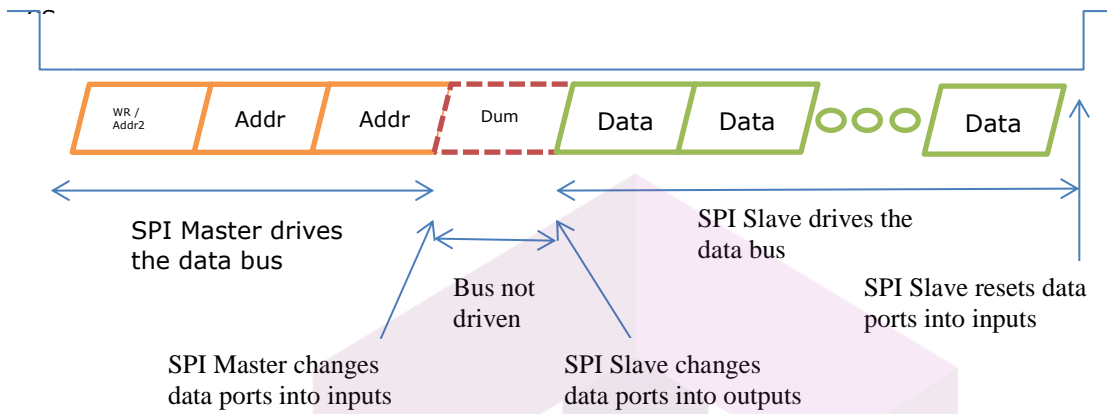 WR /
Addr2
Addr
Addr
Dum
Data
Data
Data
SPI Master drives
the data bus
SPI Slave drives the
data bus
Bus not
driven
SPI Slave resets data
ports into inputs
SPI Master changes
data ports into inputs
SPI Slave changes
data ports into outputs